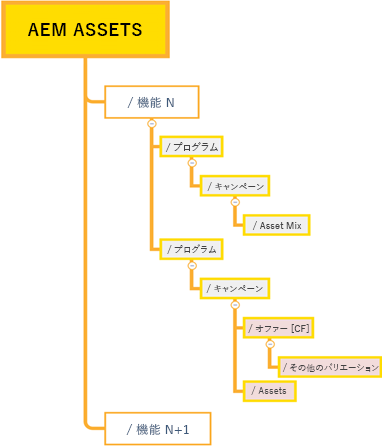 AEM ASSETS
/ 機能 N
/ プログラム
/ キャンペーン
/ Asset Mix
/ プログラム
/ キャンペーン
/ オファー [CF]
/ その他のバリエーション
/ Assets
/ 機能 N+1